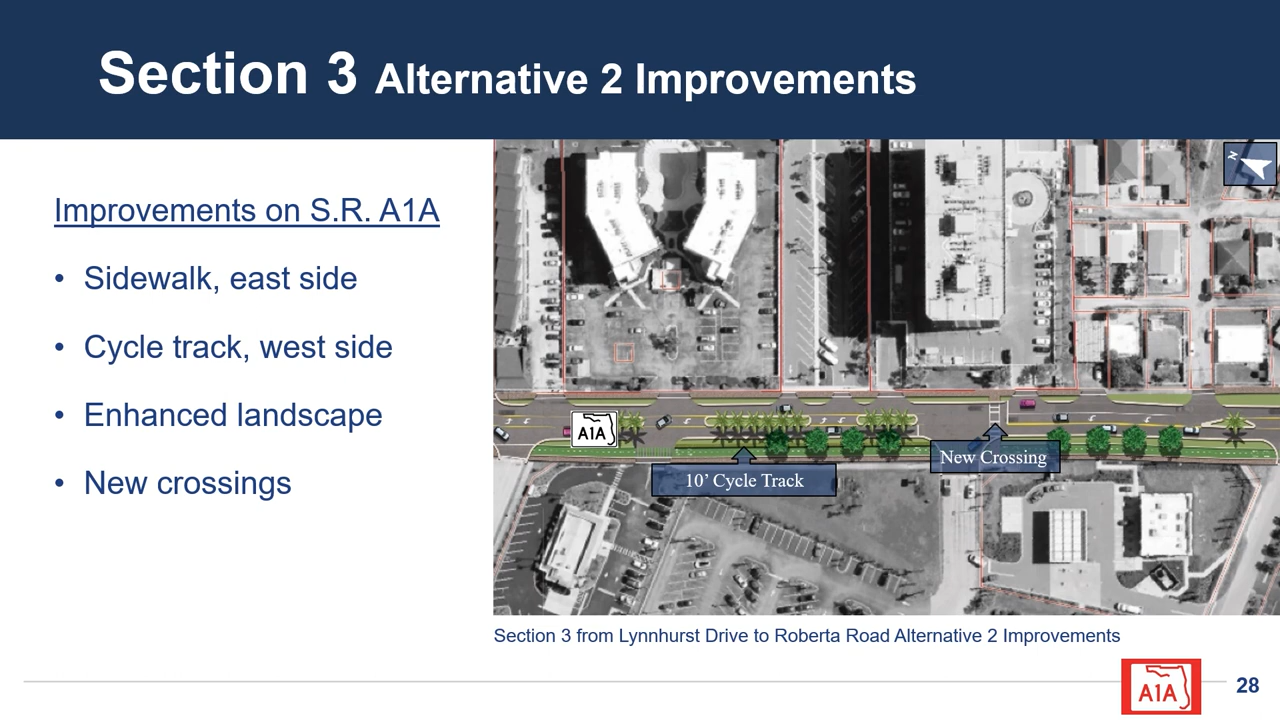 Section 3 Alternative 2 Improvements
N
Improvements on S.R. A1A
• Sidewalk, east side
• Cycle track, west side
• Enhanced landscape
• New crossings
A1A
New Crossing
10’ Cycle Track
Section 3 from Lynnhurst Drive to Roberta Road Alternative 2 Improvements
A1A
28